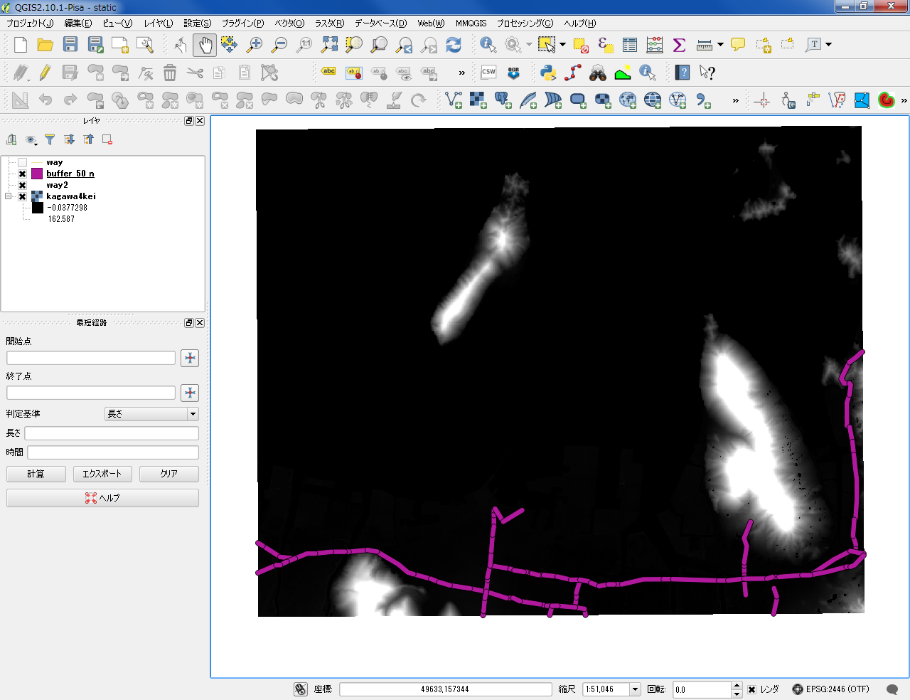 QGIS2.10.1-Pisa - static
プロジェクト(J) 編集(E) ビュー(V) レイヤ(L) 設定(S) プラグイン(P) ベクタ(O) ラスタ(R) データベース(D) Web(W) MMQGIS プロセッシング(C) ヘルプ(H)
レイヤ
way
buffer_50_n
way2
kagawa4kei
-0.0377298
162.587
最短経路
開始点
終了点
判定基準 長さ
長さ
時間
計算 エクスポート クリア
ヘルプ
座標: 49633,157344 縮尺 1:51,046 回転: 0.0 レンダ EPSG:2446 (OTF)